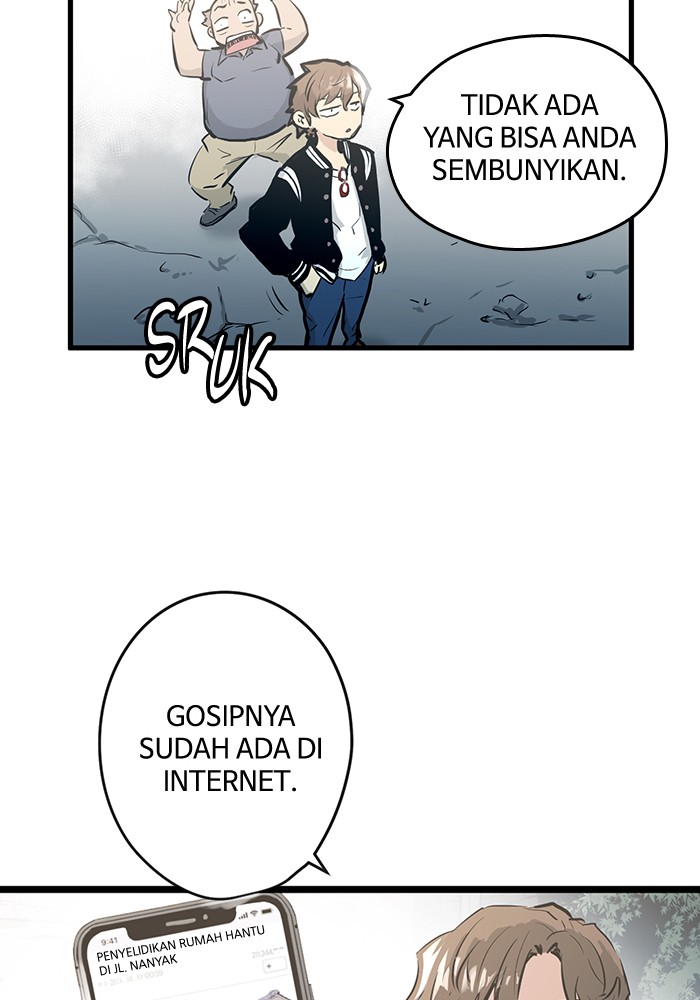 TIDAK ADA
YANG BISA ANDA
SEMBUNYIKAN.
SRUK
GOSIPNYA
SUDAH ADA DI
INTERNET.
9:41
PENYELIDIKAN RUMAH HANTU
DI JL. NANYAK